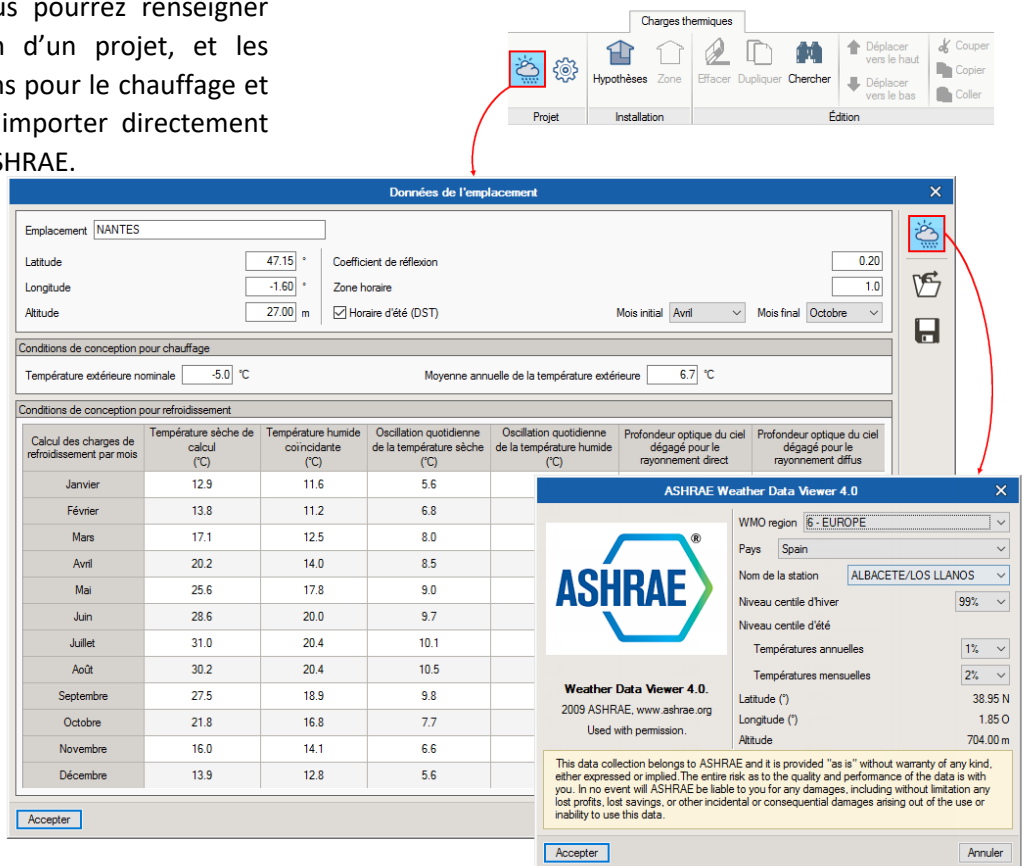 us pourrez renseigner
n d’un projet, et les
ns pour le chauffage et
importer directement
SHRAE.
Charges thermiques
Hypothèses Zone Effacer Dupliquer Chercher
Déplacer
vers le haut
Déplacer
vers le bas
Couper
Copier
Coller
Projet Installation Édition
Données de l'emplacement
Emplacement NANTES
Latitude 47.15 ° Coefficient de réflexion 0.20
Longitude -1.60 ° Zone horaire 1.0
Altitude 27.00 m Horaire d'été (DST) Mois initial Avril Mois final Octobre
Conditions de conception pour chauffage
Température extérieure nominale -5.0 °C Moyenne annuelle de la température extérieure 6.7 °C
Conditions de conception pour refroidissement
Calcul des charges de
refroidissement par mois
Température sèche de
calcul
(°C)
Température humide
coïncidante
(°C)
Oscillation quotidienne
de la température sèche
(°C)
Oscillation quotidienne
de la température humide
(°C)
Profondeur optique du ciel
dégagé pour le
rayonnement direct
Profondeur optique du ciel
dégagé pour le
rayonnement diffus
Janvier 12.9 11.6 5.6
Février 13.8 11.2 6.8
Mars 17.1 12.5 8.0
Avril 20.2 14.0 8.5
Mai 25.6 17.8 9.0
Juin 28.6 20.0 9.7
Juillet 31.0 20.4 10.1
Août 30.2 20.4 10.5
Septembre 27.5 18.9 9.8
Octobre 21.8 16.8 7.7
Novembre 16.0 14.1 6.6
Décembre 13.9 12.8 5.6
Accepter
ASHRAE Weather Data Viewer 4.0
ASHRAE ®
Weather Data Viewer 4.0.
2009 ASHRAE, www.ashrae.org
Used with permission.
WMO region 6 - EUROPE
Pays Spain
Nom de la station ALBACETE/LOS LLANOS
Niveau centile d'hiver 99%
Niveau centile d'été
Températures annuelles 1%
Températures mensuelles 2%
Latitude (°) 38.95 N
Longitude (°) 1.85 O
Altitude 704.00 m
This data collection belongs to ASHRAE and it is provided "as is" without warranty of any kind,
either expressed or implied.The entire risk as to the quality and perfomance of the data is with
you. In no event will ASHRAE be liable to you for any damages, including without limitation any
lost profits, lost savings, or other incidental or consequential damages arising out of the use or
inability to use this data.
Accepter Annuler